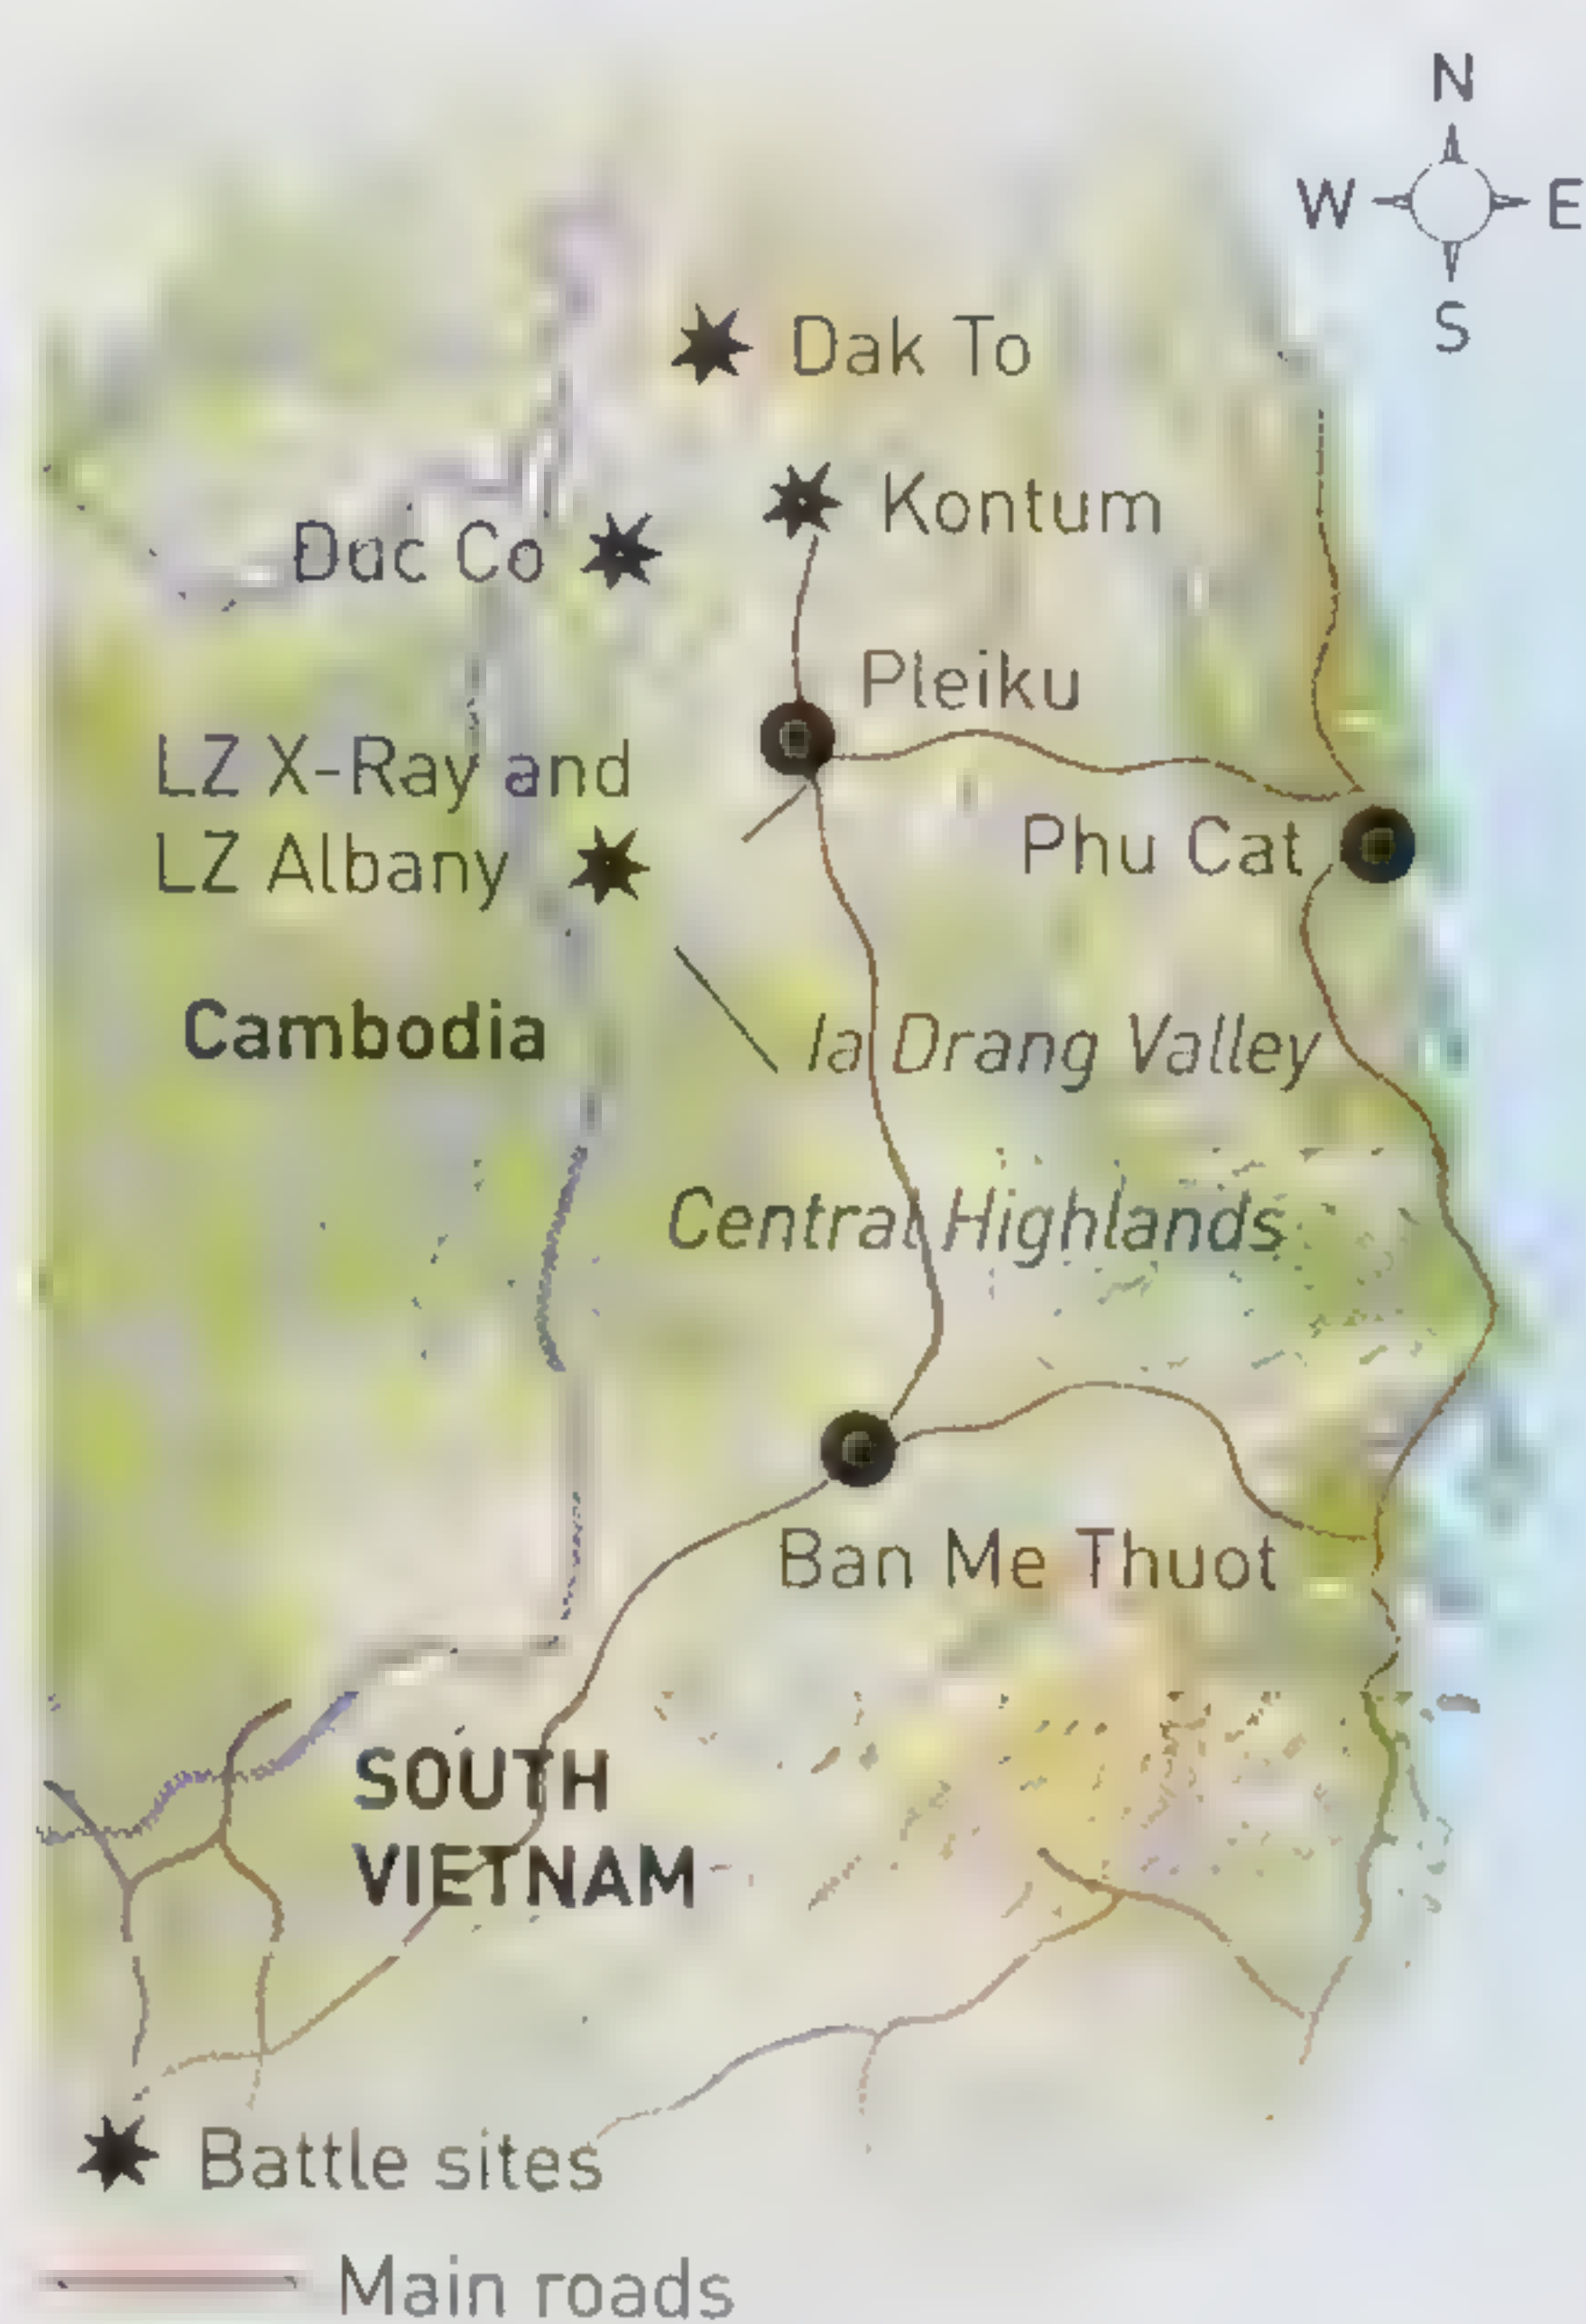 N
W E
S
Dak To
Kontum
Duc Co
Pleiku
LZ X-Ray and
LZ Albany
Phu Cat
Cambodia
Ia Drang Valley
Central Highlands
Ban Me Thuot
SOUTH
VIETNAM
Battle sites
Main roads